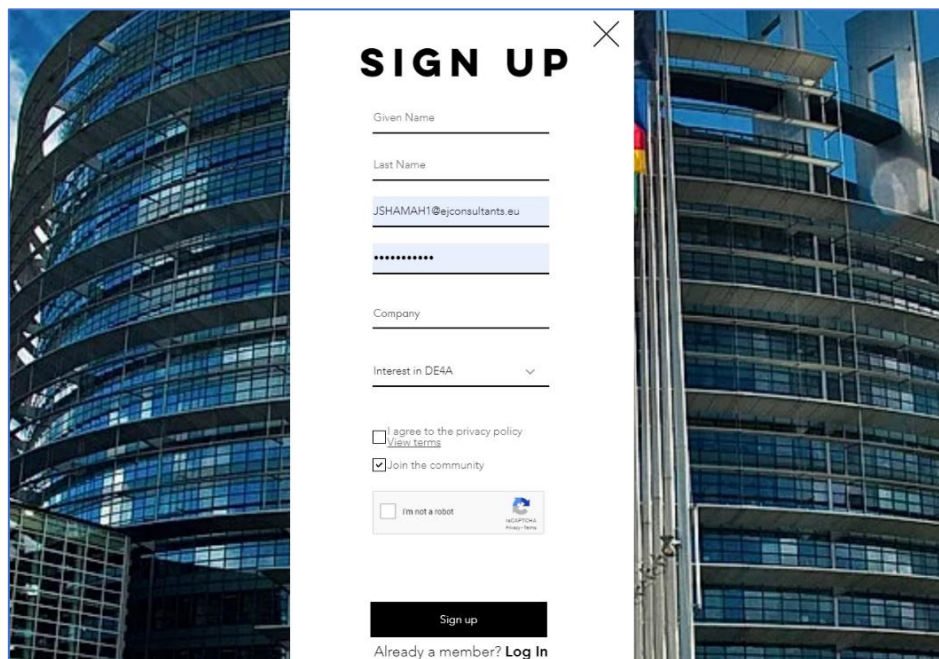 SIGN UP
Given Name
Last Name
JSHAMAH1@ejconsultants.eu
•••••••••••
Company
Interest in DE4A
I agree to the privacy policy
View terms
Join the community
I'm not a robot
reCAPTCHA
Privacy - Terms
Sign up
Already a member? Log In